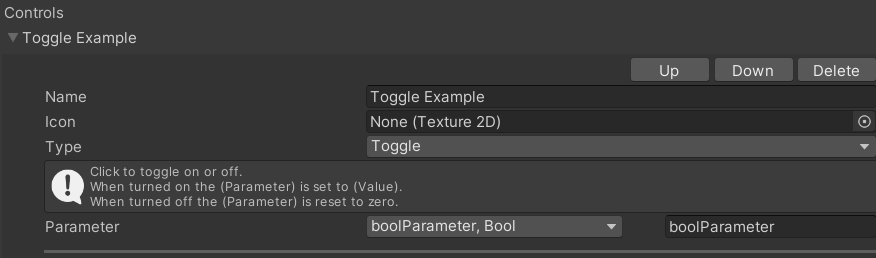 Controls
Toggle Example
Up Down Delete
Name Toggle Example
Icon None (Texture 2D)
Type Toggle
Click to toggle on or off.
When turned on the (Parameter) is set to (Value).
When turned off the (Parameter) is reset to zero.
Parameter boolParameter, Bool boolParameter